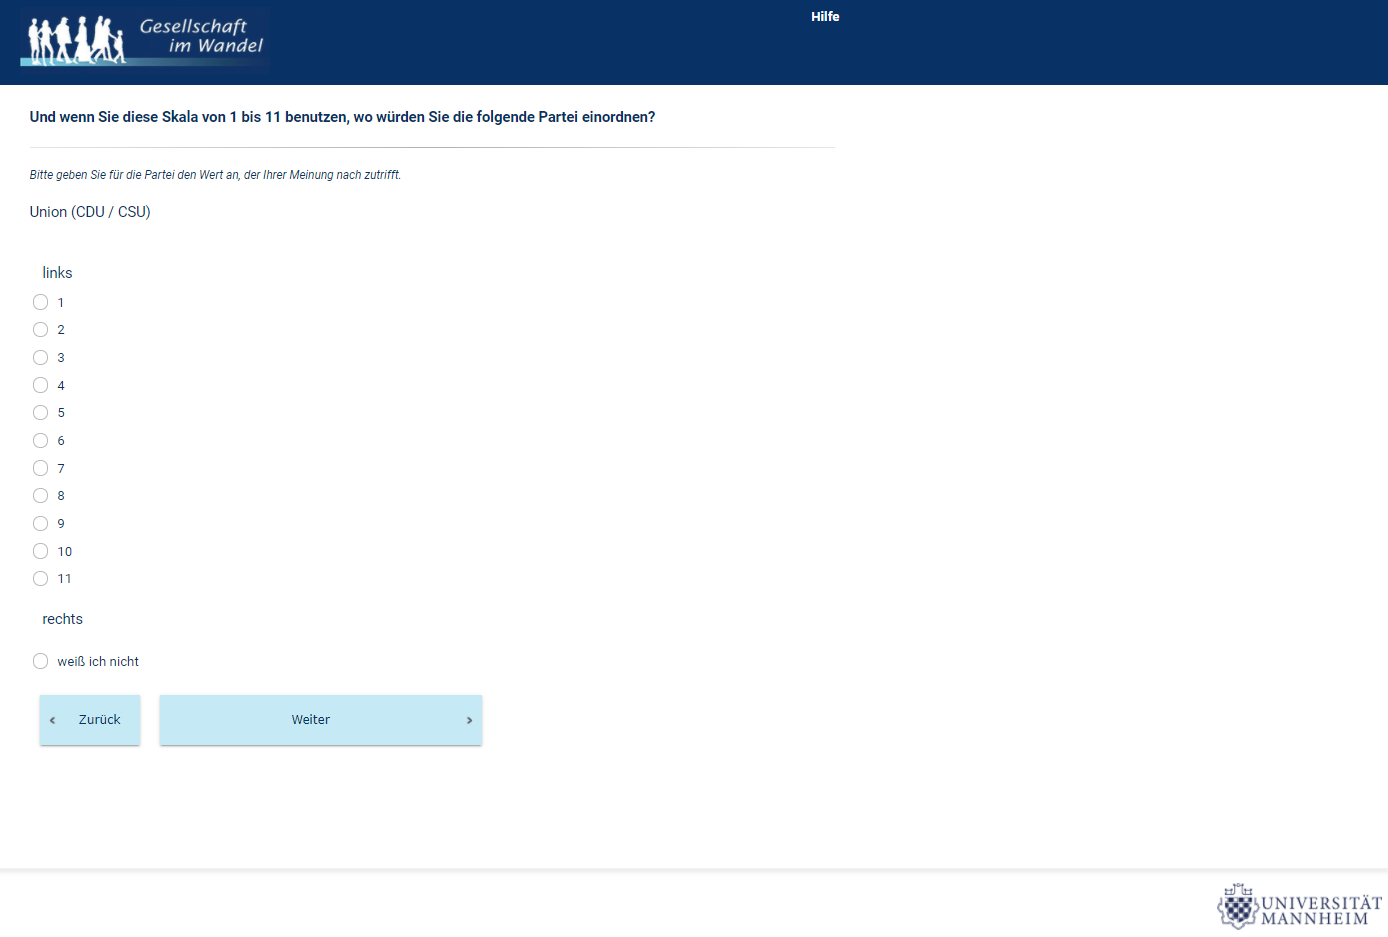 Gesellschaft
im Wandel
Hilfe
Und wenn Sie diese Skala von 1 bis 11 benutzen, wo würden Sie die folgende Partei einordnen?
Bitte geben Sie für die Partei den Wert an, der Ihrer Meinung nach zutrifft.
Union (CDU / CSU)
links
1
2
3
4
5
6
7
8
9
10
11
rechts
weiß ich nicht
‹ Zurück
Weiter ›
UNIVERSITÄT
MANNHEIM